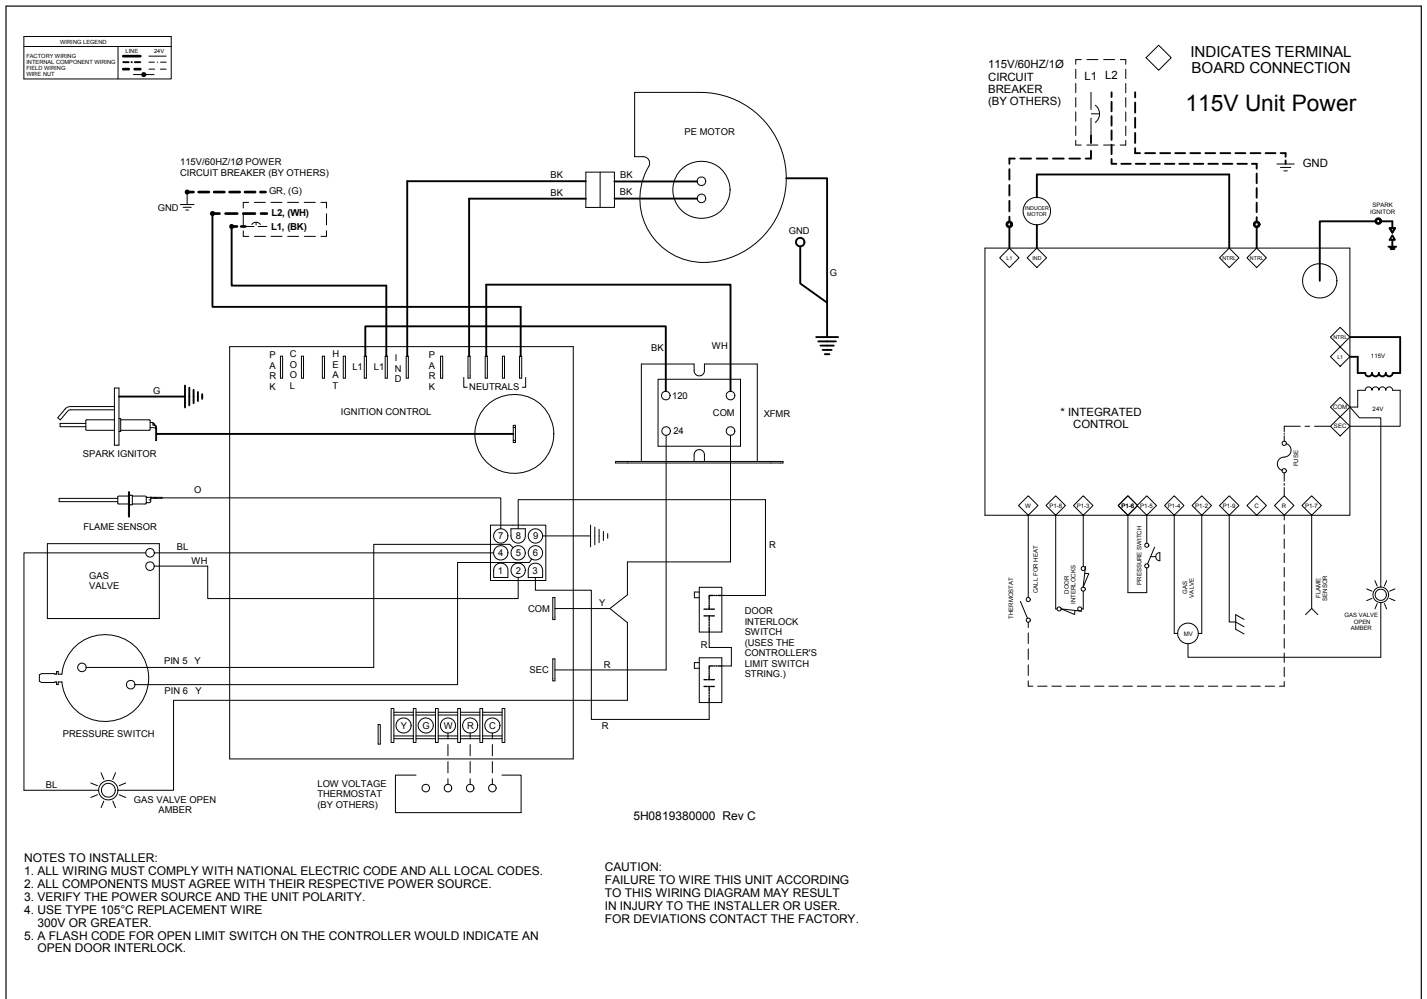 WIRING LEGEND
LINE 24V
FACTORY WIRING
INTERNAL COMPONENT WIRING
FIELD WIRING
WIRE NUT
115V/60HZ/1Ø POWER
CIRCUIT BREAKER (BY OTHERS)
GR, (G)
GND
L2, (WH)
L1, (BK)
PE MOTOR
BK
BK
BK
BK
GND
G
BK
WH
PARK
COOL
HEAT
L1
L1
IND
PARK
NEUTRALS
IGNITION CONTROL
120
COM
24
XFMR
G
SPARK IGNITOR
O
FLAME SENSOR
7 8 9
4 5 6
1 2 3
BL
WH
GAS
VALVE
R
COM
Y
SEC
R
R
DOOR
INTERLOCK
SWITCH
(USES THE
CONTROLLER'S
LIMIT SWITCH
STRING.)
R
PIN 5 Y
PIN 6 Y
PRESSURE SWITCH
Y G W R C
BL
GAS VALVE OPEN
AMBER
LOW VOLTAGE
THERMOSTAT
(BY OTHERS)
5H0819380000 Rev C
115V/60HZ/1Ø
CIRCUIT
BREAKER
(BY OTHERS)
L1 L2
INDICATES TERMINAL
BOARD CONNECTION
115V Unit Power
GND
INDUCER
MOTOR
SPARK
IGNITOR
L1
IND
NTRL
NTRL
NTRL
L1
115V
COM
24V
SEC
* INTEGRATED
CONTROL
FUSE
W
P1-8
P1-3
P1-6
P1-5
P1-4
P1-2
P1-9
C
R
P1-7
THERMOSTAT
CALL FOR HEAT
DOOR
INTERLOCKS
PRESSURE SWITCH
GAS
VALVE
MV
FLAME
SENSOR
GAS VALVE
OPEN
AMBER
NOTES TO INSTALLER:
1. ALL WIRING MUST COMPLY WITH NATIONAL ELECTRIC CODE AND ALL LOCAL CODES.
2. ALL COMPONENTS MUST AGREE WITH THEIR RESPECTIVE POWER SOURCE.
3. VERIFY THE POWER SOURCE AND THE UNIT POLARITY.
4. USE TYPE 105°C REPLACEMENT WIRE
300V OR GREATER.
5. A FLASH CODE FOR OPEN LIMIT SWITCH ON THE CONTROLLER WOULD INDICATE AN
OPEN DOOR INTERLOCK.
CAUTION:
FAILURE TO WIRE THIS UNIT ACCORDING
TO THIS WIRING DIAGRAM MAY RESULT
IN INJURY TO THE INSTALLER OR USER.
FOR DEVIATIONS CONTACT THE FACTORY.